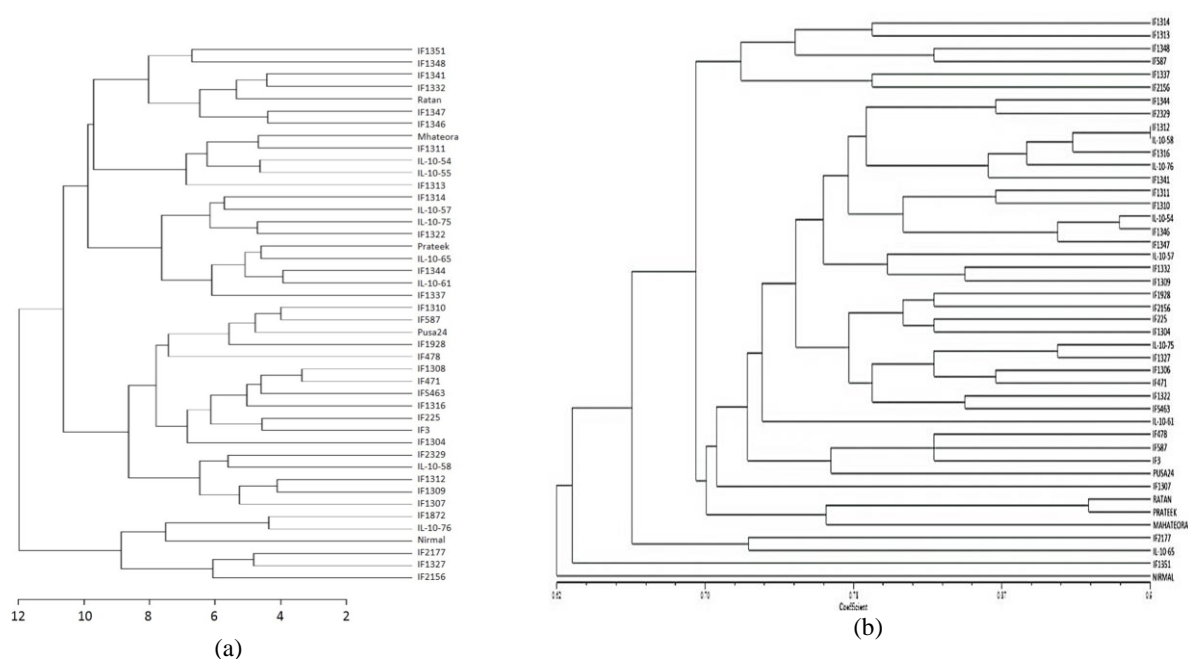 IF1351
IF1348
IF1341
IF1332
Ratan
IF1347
IF1346
Mhateora
IF1311
IL-10-54
IL-10-55
IF1313
IF1314
IL-10-57
IL-10-75
IF1322
Prateek
IL-10-65
IF1344
IL-10-61
IF1337
IF1310
IF587
Pusa24
IF1928
IF478
IF1308
IF471
IF5463
IF1316
IF225
IF3
IF1304
IF2329
IL-10-58
IF1312
IF1309
IF1307
IF1872
IL-10-76
Nirmal
IF2177
IF1327
IF2156
12 10 8 6 4 2
(a)
IF1314
IF1313
IF1348
IF587
IF1337
IF2156
IF1344
IF2329
IF1312
IL-10-58
IF1316
IL-10-76
IF1341
IF1311
IF1310
IL-10-54
IF1346
IF1347
IL-10-57
IF1332
IF1309
IF1928
IF2156
IF225
IF1304
IL-10-75
IF1327
IF1306
IF471
IF1322
IF5463
IL-10-61
IF478
IF587
IF3
PUSA24
IF1307
RATAN
PRATEEK
MAHATEORA
IF2177
IL-10-65
IF1351
NIRMAL
Coefficient
(b)